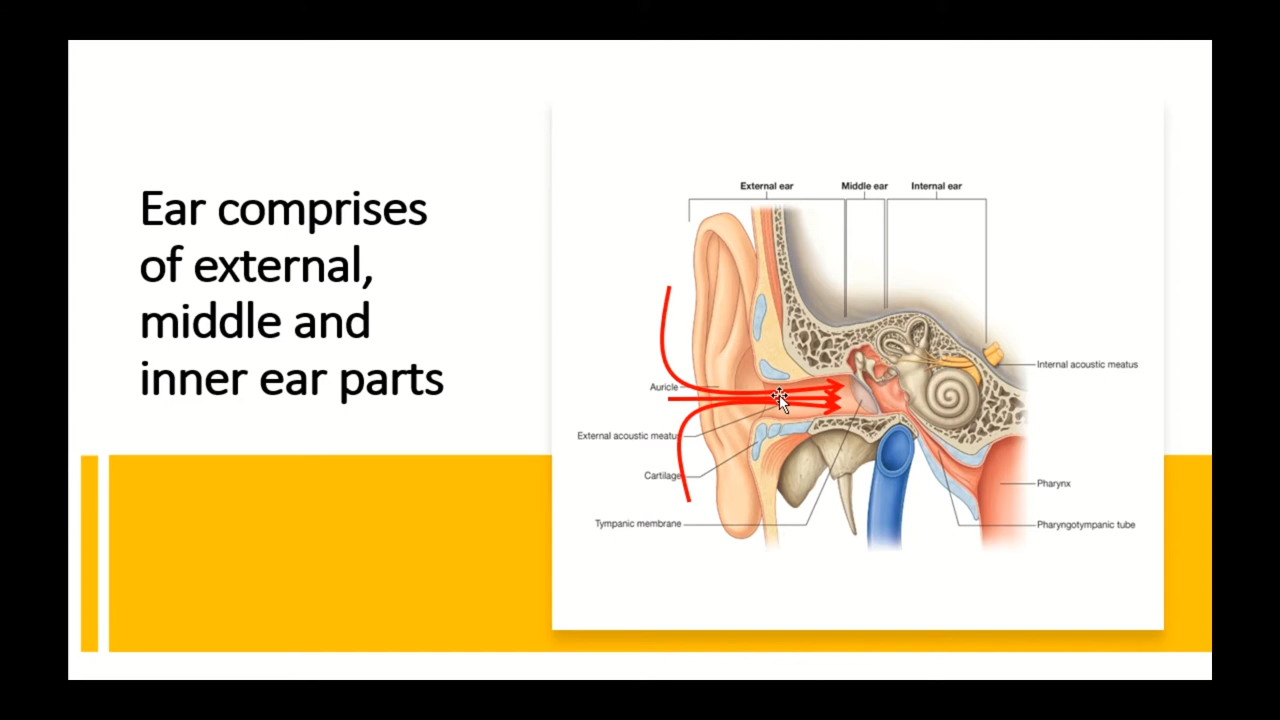 Ear comprises
of external,
middle and
inner ear parts
External ear
Middle ear
Internal ear
Internal acoustic meatus
Auricle
External acoustic meatus
Cartilage
Pharynx
Tympanic membrane
Pharyngotympanic tube